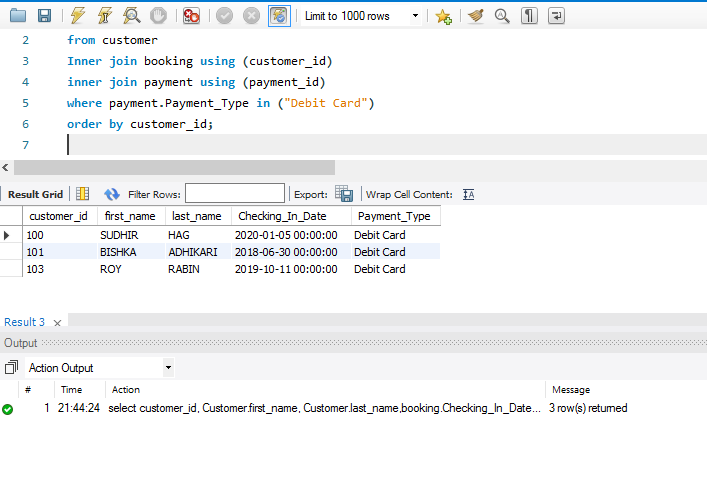 Limit to 1000 rows
2 from customer
3 Inner join booking using (customer_id)
4 inner join payment using (payment_id)
5 where payment.Payment_Type in ("Debit Card")
6 order by customer_id;
7
Result Grid Filter Rows: Export: Wrap Cell Content:
customer_id first_name last_name Checking_In_Date Payment_Type
100 SUDHIR HAG 2020-01-05 00:00:00 Debit Card
101 BISHKA ADHIKARI 2018-06-30 00:00:00 Debit Card
103 ROY RABIN 2019-10-11 00:00:00 Debit Card
Result 3
Output
Action Output
# Time Action Message
1 21:44:24 select customer_id, Customer.first_name, Customer.last_name,booking.Checking_In_Date... 3 row(s) returned